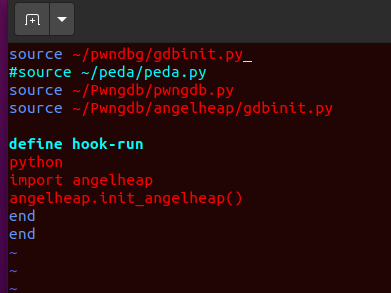 source ~/pwndbg/gdbinit.py
#source ~/peda/peda.py
source ~/Pwngdb/pwngdb.py
source ~/Pwngdb/angelheap/gdbinit.py

define hook-run
python
import angelheap
angelheap.init_angelheap()
end
end
~
~
~